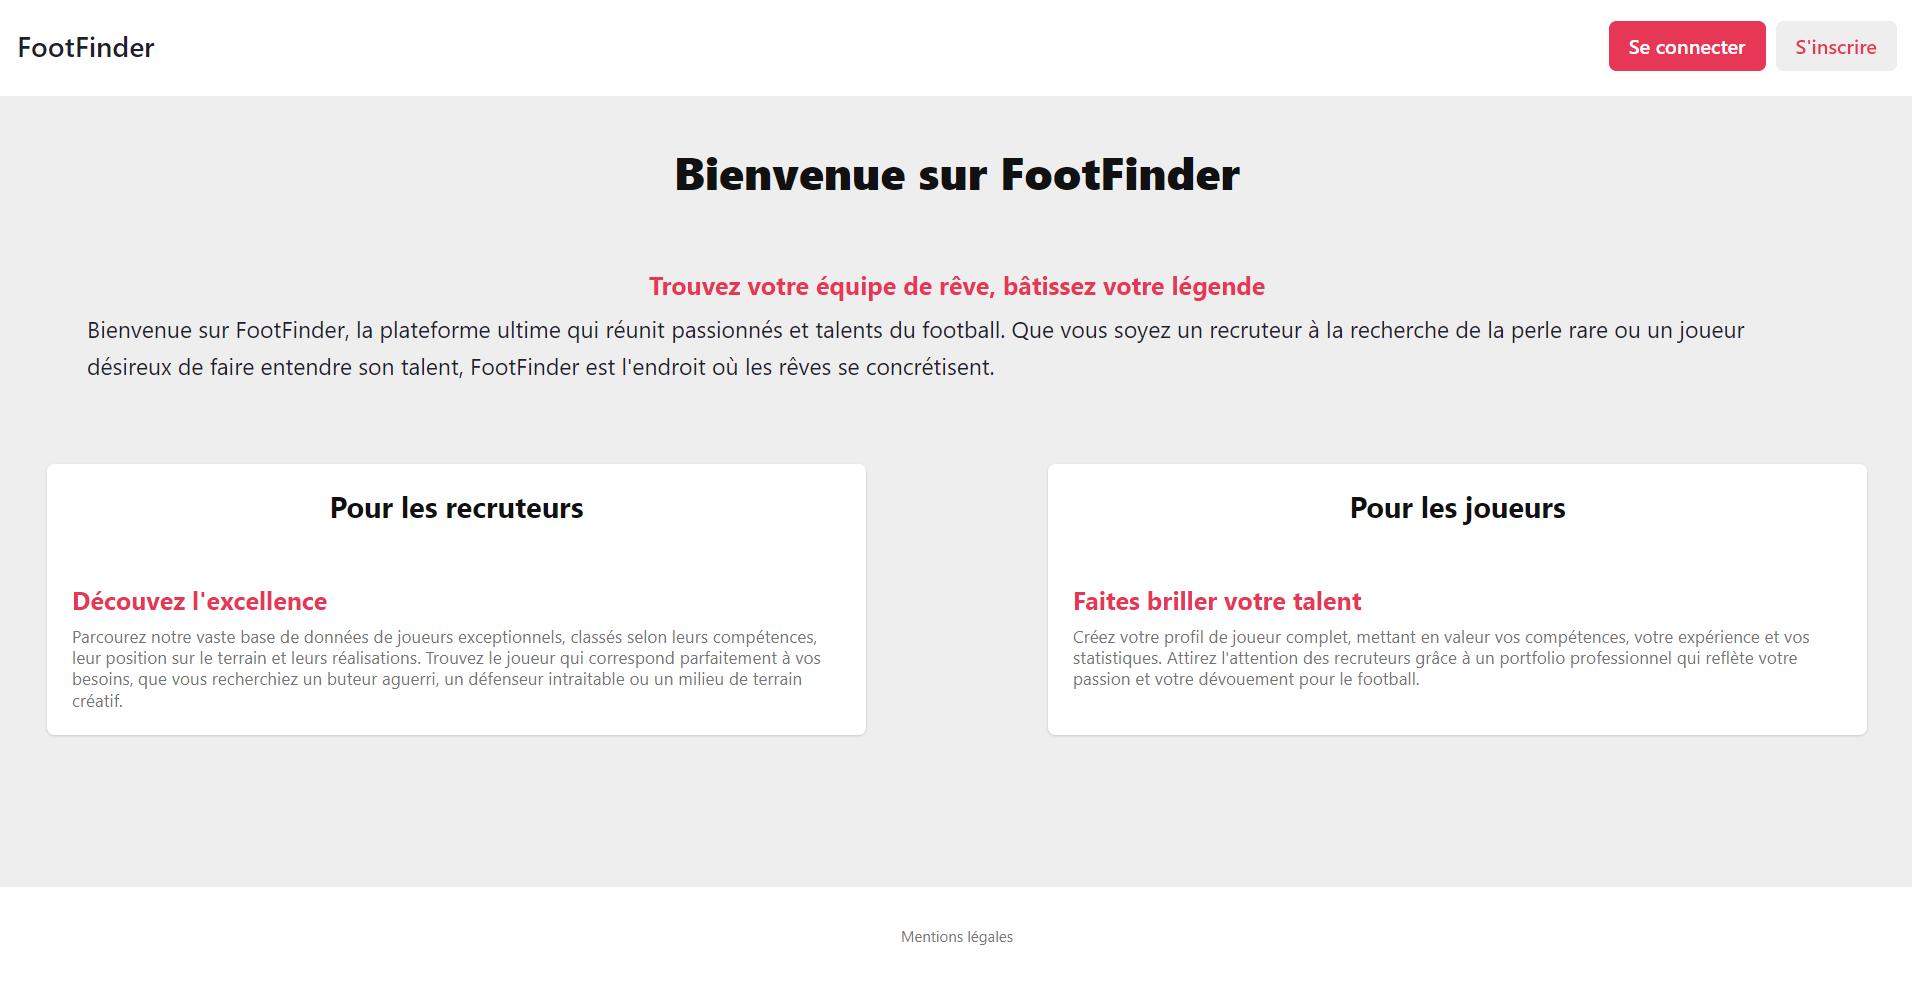 FootFinder
Se connecter
S'inscrire
Bienvenue sur FootFinder
Trouvez votre équipe de rêve, bâtissez votre légende
Bienvenue sur FootFinder, la plateforme ultime qui réunit passionnés et talents du football. Que vous soyez un recruteur à la recherche de la perle rare ou un joueur
désireux de faire entendre son talent, FootFinder est l'endroit où les rêves se concrétisent.
Pour les recruteurs
Découvez l'excellence
Parcourez notre vaste base de données de joueurs exceptionnels, classés selon leurs compétences,
leur position sur le terrain et leurs réalisations. Trouvez le joueur qui correspond parfaitement à vos
besoins, que vous recherchiez un buteur aguerri, un défenseur intraitable ou un milieu de terrain
créatif.
Pour les joueurs
Faites briller votre talent
Créez votre profil de joueur complet, mettant en valeur vos compétences, votre expérience et vos
statistiques. Attirez l'attention des recruteurs grâce à un portfolio professionnel qui reflète votre
passion et votre dévouement pour le football.
Mentions légales